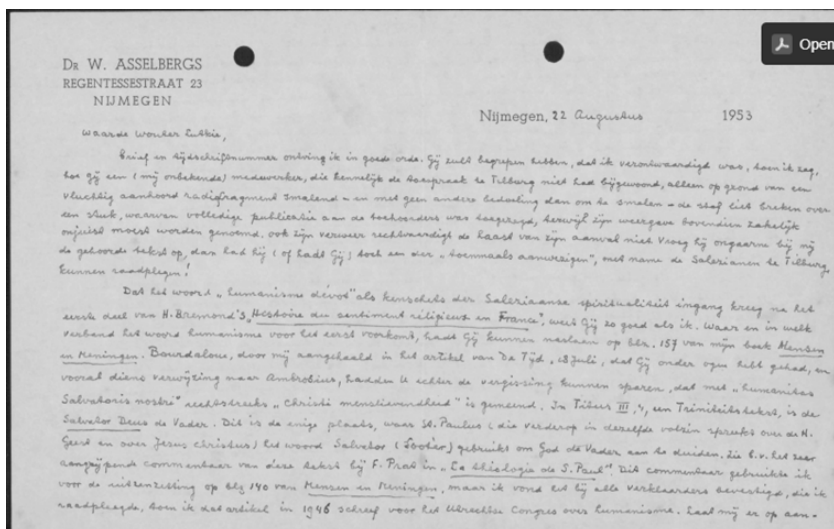 Open
DR W. ASSELBERGS
REGENTESSESTRAAT 23
NIJMEGEN
Nijmegen, 22 Augustus 1953
Waarde Wouter Lutkie,
Brief en tijdschriftnummer ontving ik in goede orde. Gij zult begrepen hebben, dat ik verontwaardigd was, toen ik zag,
hoe gij een (mij onbekende) medewerker, die kennelijk de toespraak te Tilburg niet had bijgewoond, alleen op grond van een
vluchtig aanhoord radiofragment smalend - en met geen andere bedoeling dan om te smalen - de staf liet breken over
een stuk, waarvan volledige publicatie aan de toehoorders was toegezegd, terwijl zijn weergave bovendien zakelijk
onjuist moest worden genoemd. Ook zijn verweer rechtvaardigt de haast van zijn aanval niet. Vroeg hij ongaarne bij mij
de gehoorde tekst op, dan had hij (of hadt Gij) toch een der "toenmaals aanwezigen", met name de Salesianen te Tilburg,
kunnen raadplegen!
Dat het woord "humanisme dévot" als kenschets der Salesiaanse spiritualiteit ingang kreeg na het
eerste deel van H. Bremond's "Histoire du sentiment religieux en France", weet Gij zo goed als ik. Waar en in welk
verband het woord humanisme voor het eerst voorkomt, hadt Gij kunnen naslaan op blz. 157 van mijn boek Mensen
en Meningen. Bourdaloue, door mij aangehaald in het artikel van De Tijd, 18 Juli, dat Gij onder ogen hebt gehad, en
vooral diens verwijzing naar Ambrosius, hadden U echter de vergissing kunnen sparen, dat met "humanitas
Salvatoris nostri" rechtstreeks "Christi menslievendheid" is gemeend. In Titus III, 4, een Triniteitstekst, is de
Salvator Deus de Vader. Dit is de enige plaats, waar St. Paulus (die verderop in dezelfde volzin spreekt over de H.
Geest en over Jesus Christus) het woord Salvator (Sootèr) gebruikt om God de Vader aan te duiden. Zie b.v. het zeer
aangrijpende commentaar van deze tekst bij F. Prat in "La théologie de S. Paul". Dit commentaar gebruikte ik
voor de uiteenzetting op blz 140 van Mensen en Meningen, maar ik vond het bij alle verklaarders bevestigd, die ik
raadpleegde, toen ik dat artikel in 1946 schreef voor het Utrechtse Congres over humanisme. Laat mij er op aan-